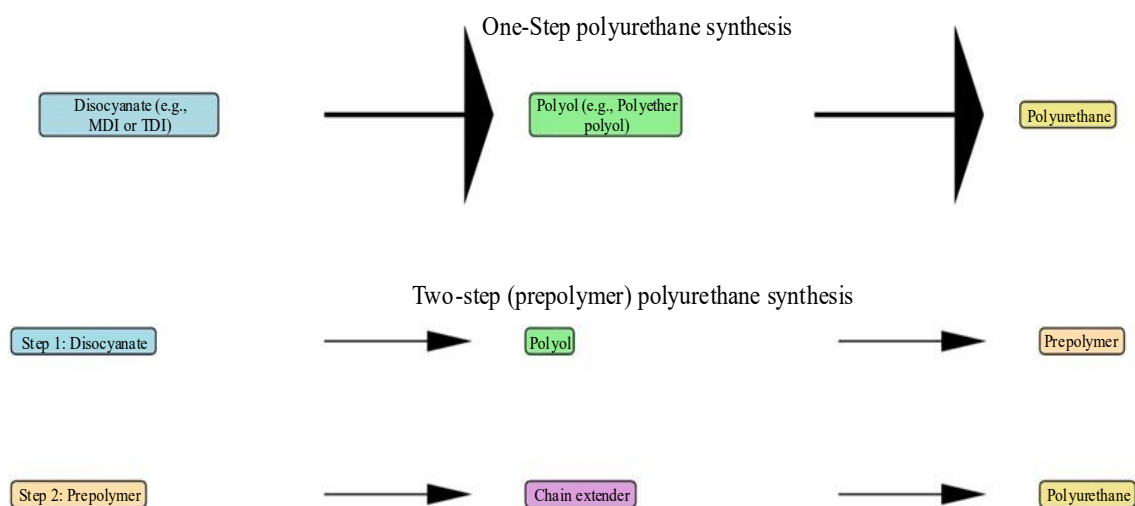 One-Step polyurethane synthesis
Disocyanate (e.g.,
MDI or TDI)
Polyol (e.g., Polyether
polyol)
Polyurethane
Two-step (prepolymer) polyurethane synthesis
Step 1: Disocyanate
Polyol
Prepolymer
Step 2: Prepolymer
Chain extender
Polyurethane